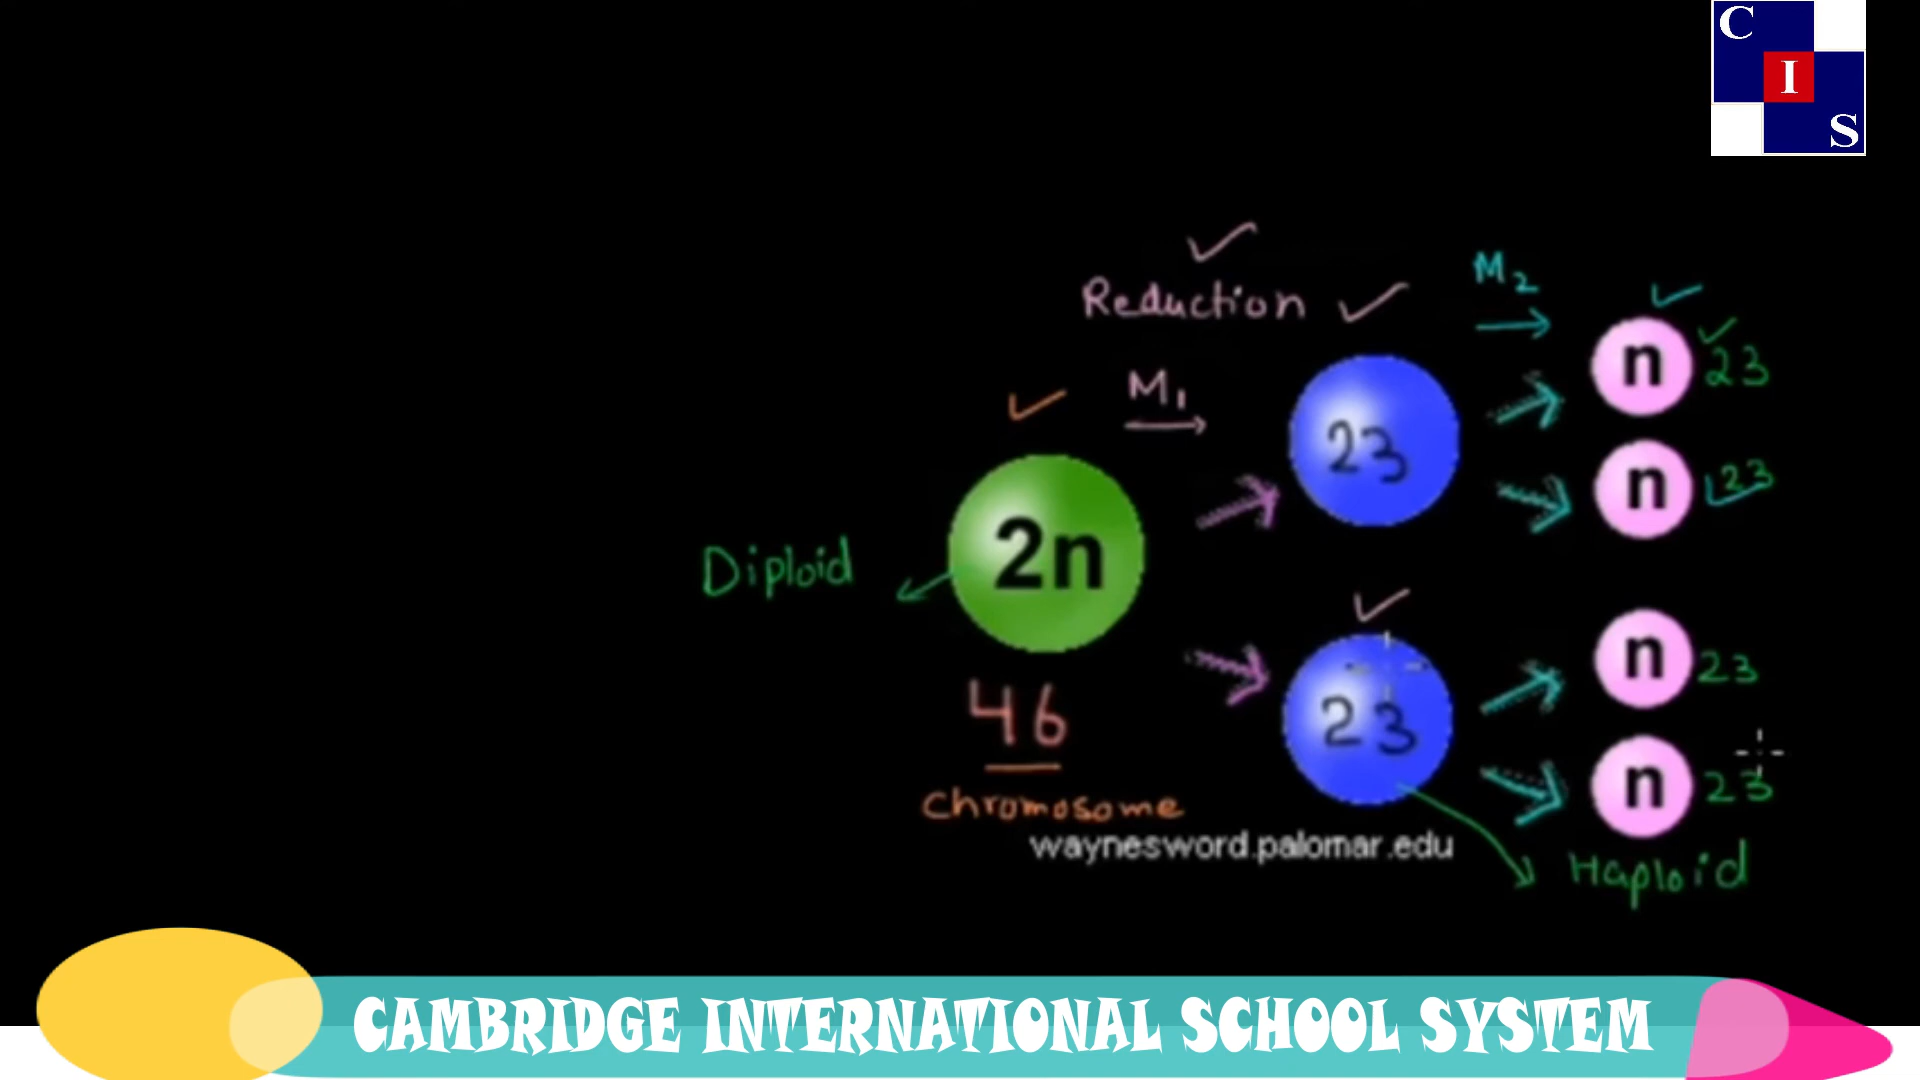 C
I
S
Reduction
M2
n 23
M1
23
n 23
2n
Diploid
n 23
46
23
n 23
Chromosome
waynesword.palomar.edu
Haploid
CAMBRIDGE INTERNATIONAL SCHOOL SYSTEM